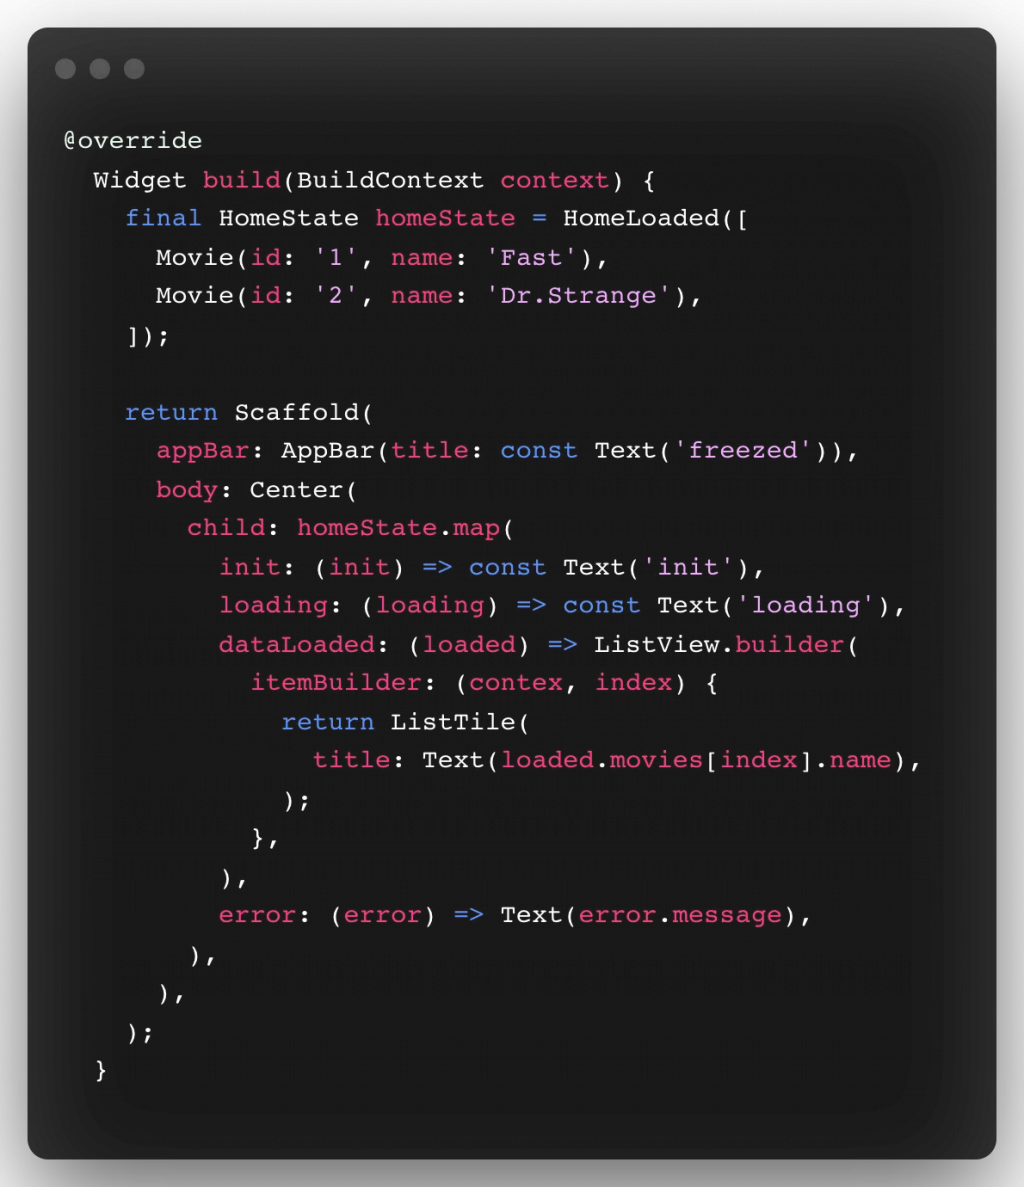 @override
  Widget build(BuildContext context) {
    final HomeState homeState = HomeLoaded([
      Movie(id: '1', name: 'Fast'),
      Movie(id: '2', name: 'Dr.Strange'),
    ]);

    return Scaffold(
      appBar: AppBar(title: const Text('freezed')),
      body: Center(
        child: homeState.map(
          init: (init) => const Text('init'),
          loading: (loading) => const Text('loading'),
          dataLoaded: (loaded) => ListView.builder(
            itemBuilder: (contex, index) {
              return ListTile(
                title: Text(loaded.movies[index].name),
              );
            },
          ),
          error: (error) => Text(error.message),
        ),
      ),
    );
  }